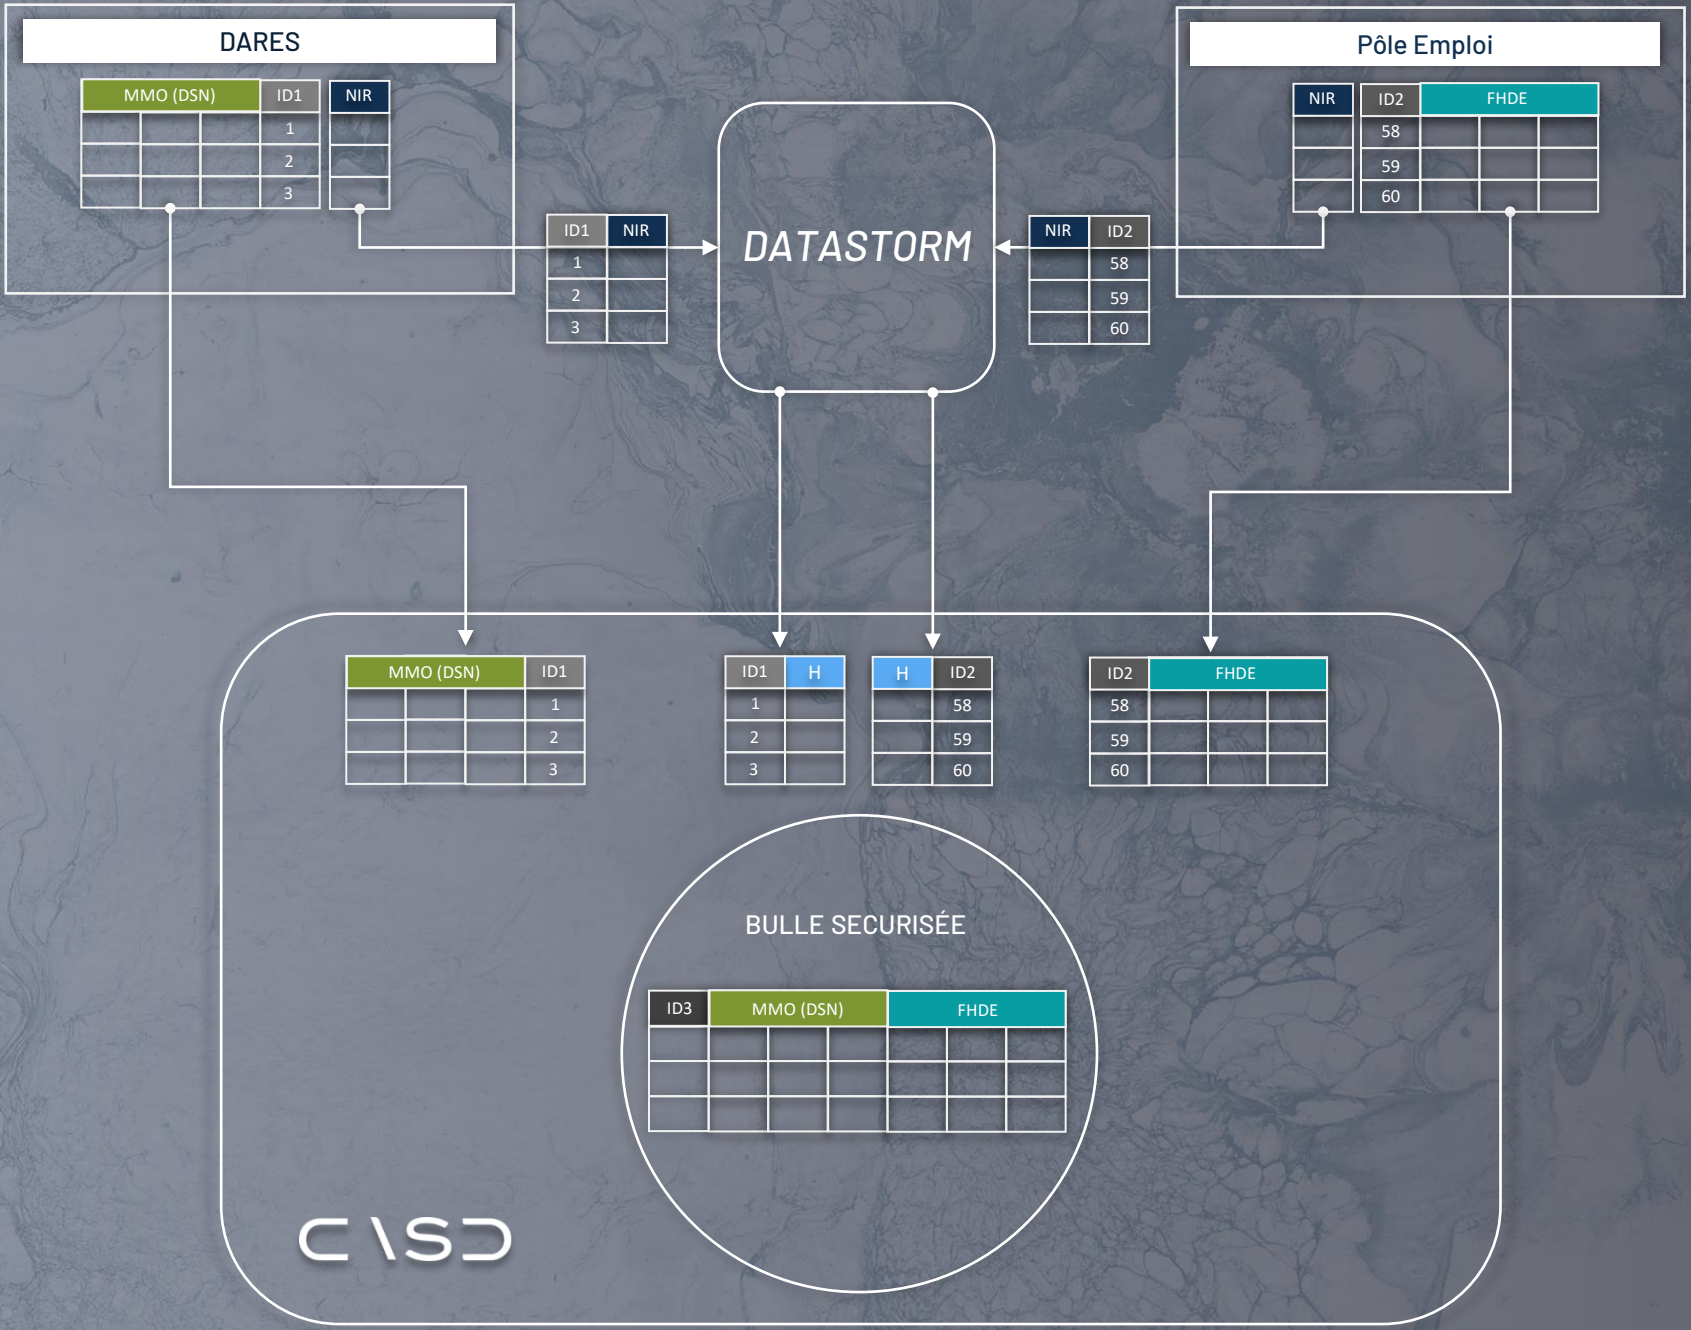 DARES
Pôle Emploi
MMO (DSN) ID1 NIR
1
2
3
NIR ID2 FHDE
58
59
60
ID1 NIR
1
2
3
DATASTORM
NIR ID2
58
59
60
MMO (DSN) ID1
1
2
3
ID1 H
1
2
3
H ID2
58
59
60
ID2 FHDE
58
59
60
BULLE SECURISÉE
ID3 MMO (DSN) FHDE
CASD